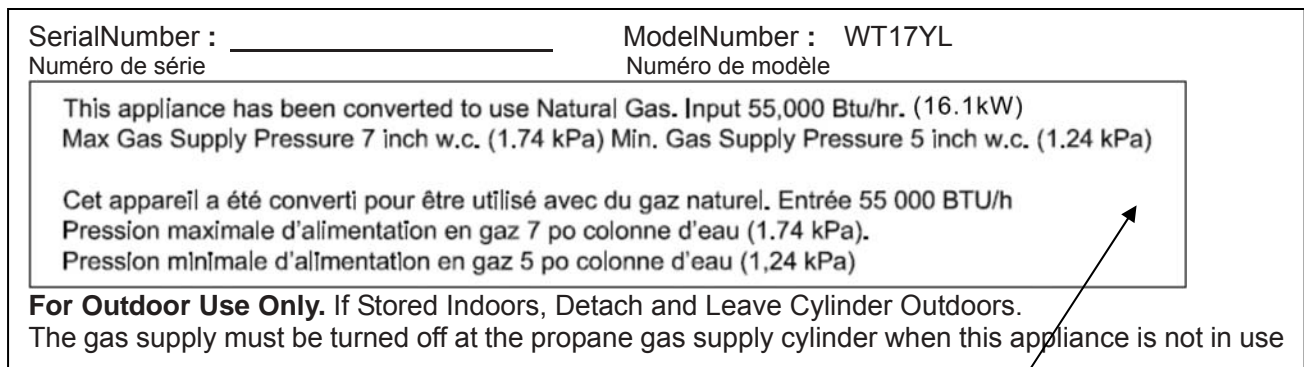 SerialNumber : ModelNumber : WT17YL
Numéro de série Numéro de modèle
This appliance has been converted to use Natural Gas. Input 55,000 Btu/hr. (16.1kW)
Max Gas Supply Pressure 7 inch w.c. (1.74 kPa) Min. Gas Supply Pressure 5 inch w.c. (1.24 kPa)
Cet appareil a été converti pour être utilisé avec du gaz naturel. Entrée 55 000 BTU/h
Pression maximale d'alimentation en gaz 7 po colonne d'eau (1.74 kPa).
Pression minimale d'alimentation en gaz 5 po colonne d'eau (1,24 kPa)
For Outdoor Use Only. If Stored Indoors, Detach and Leave Cylinder Outdoors.
The gas supply must be turned off at the propane gas supply cylinder when this appliance is not in use